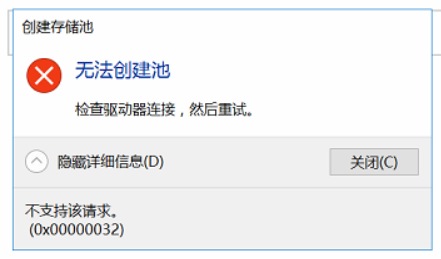 创建存储池
无法创建池
检查驱动器连接，然后重试。
隐藏详细信息(D)
关闭(C)
不支持该请求。
(0x00000032)